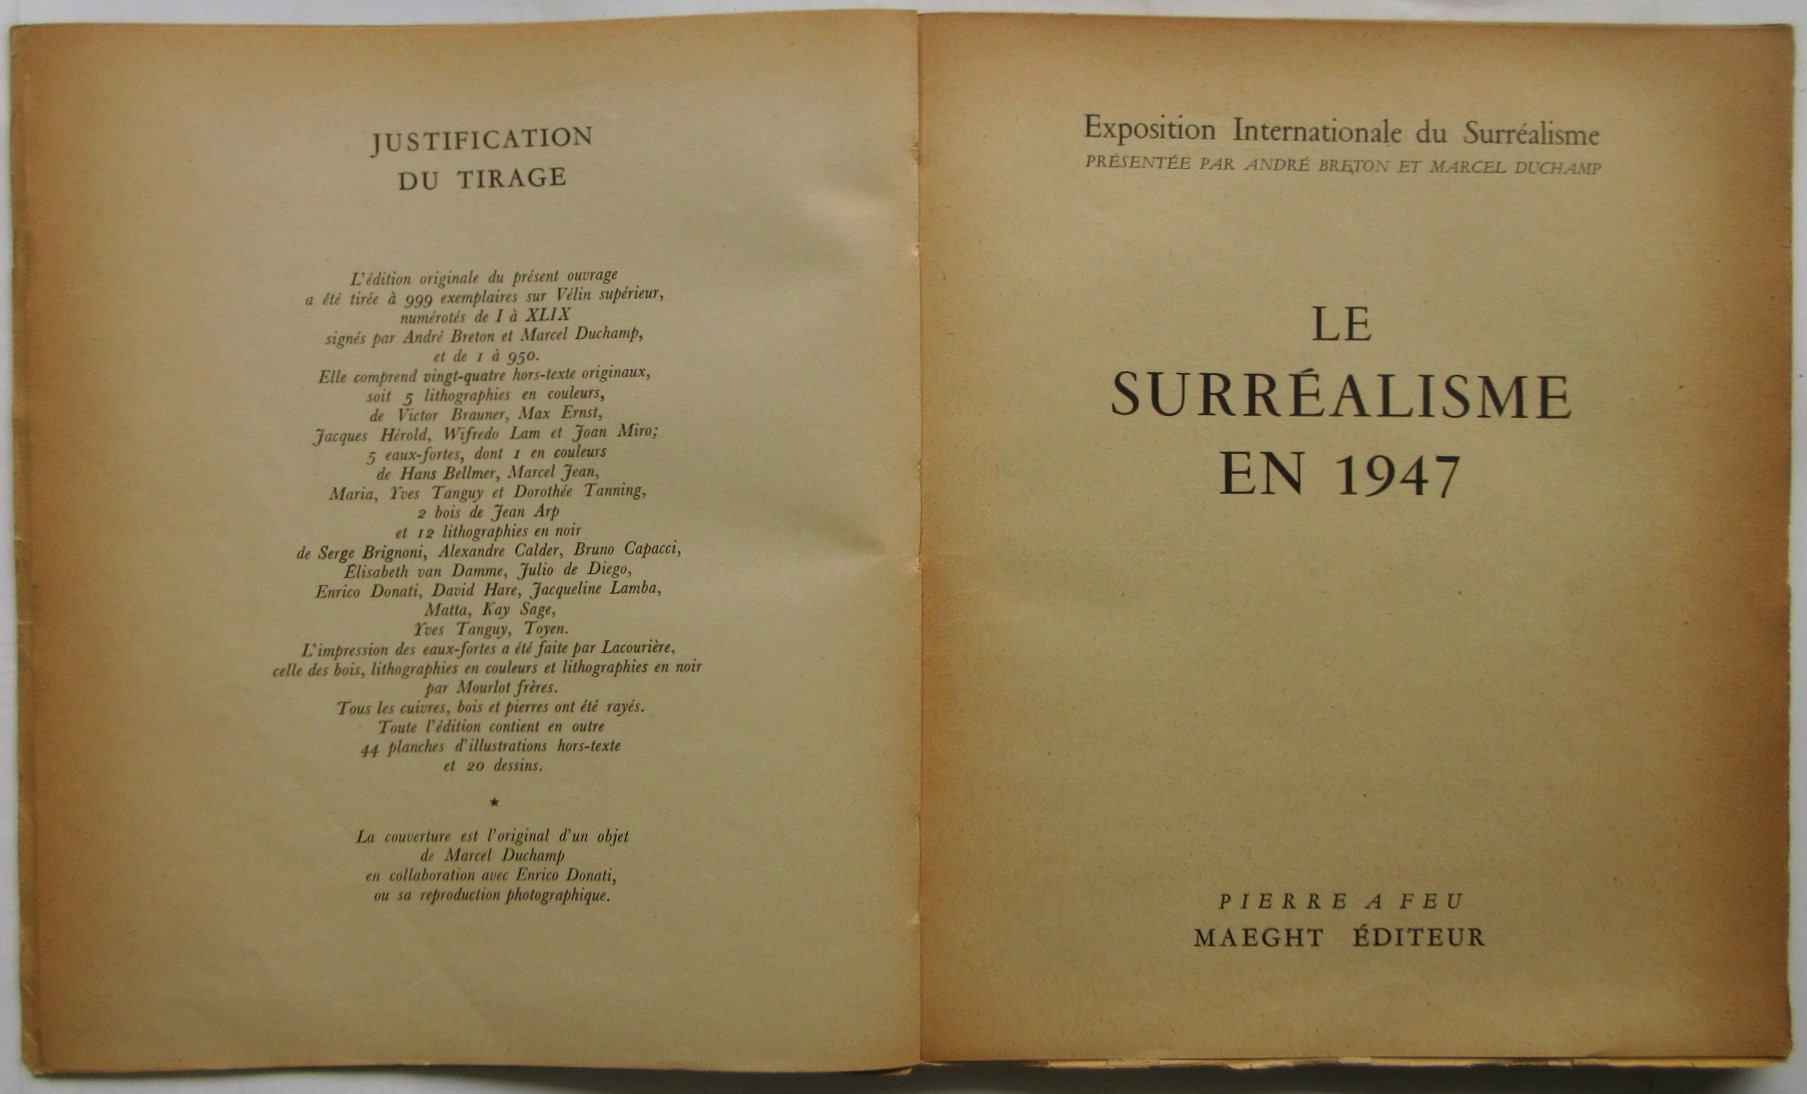 JUSTIFICATION
DU TIRAGE
L'édition originale du présent ouvrage
a été tirée à 999 exemplaires sur Vélin supérieur,
numérotés de I à XLIX
signés par André Breton et Marcel Duchamp,
et de 1 à 950.
Elle comprend vingt-quatre hors-texte originaux,
soit 5 lithographies en couleurs,
de Victor Brauner, Max Ernst,
Jacques Hérold, Wifredo Lam et Joan Miro;
5 eaux-fortes, dont 1 en couleurs
de Hans Bellmer, Marcel Jean,
Maria, Yves Tanguy et Dorothée Tanning,
2 bois de Jean Arp
et 12 lithographies en noir
de Serge Brignoni, Alexandre Calder, Bruno Capacci,
Élisabeth van Damme, Julio de Diego,
Enrico Donati, David Hare, Jacqueline Lamba,
Matta, Kay Sage,
Yves Tanguy, Toyen.
L'impression des eaux-fortes a été faite par Lacourière,
celle des bois, lithographies en couleurs et lithographies en noir
par Mourlot frères.
Tous les cuivres, bois et pierres ont été rayés.
Toute l'édition contient en outre
44 planches d'illustrations hors-texte
et 20 dessins.
★
La couverture est l'original d'un objet
de Marcel Duchamp
en collaboration avec Enrico Donati,
ou sa reproduction photographique.
Exposition Internationale du Surréalisme
PRÉSENTÉE PAR ANDRÉ BRETON ET MARCEL DUCHAMP
LE
SURRÉALISME
EN 1947
PIERRE A FEU
MAEGHT ÉDITEUR